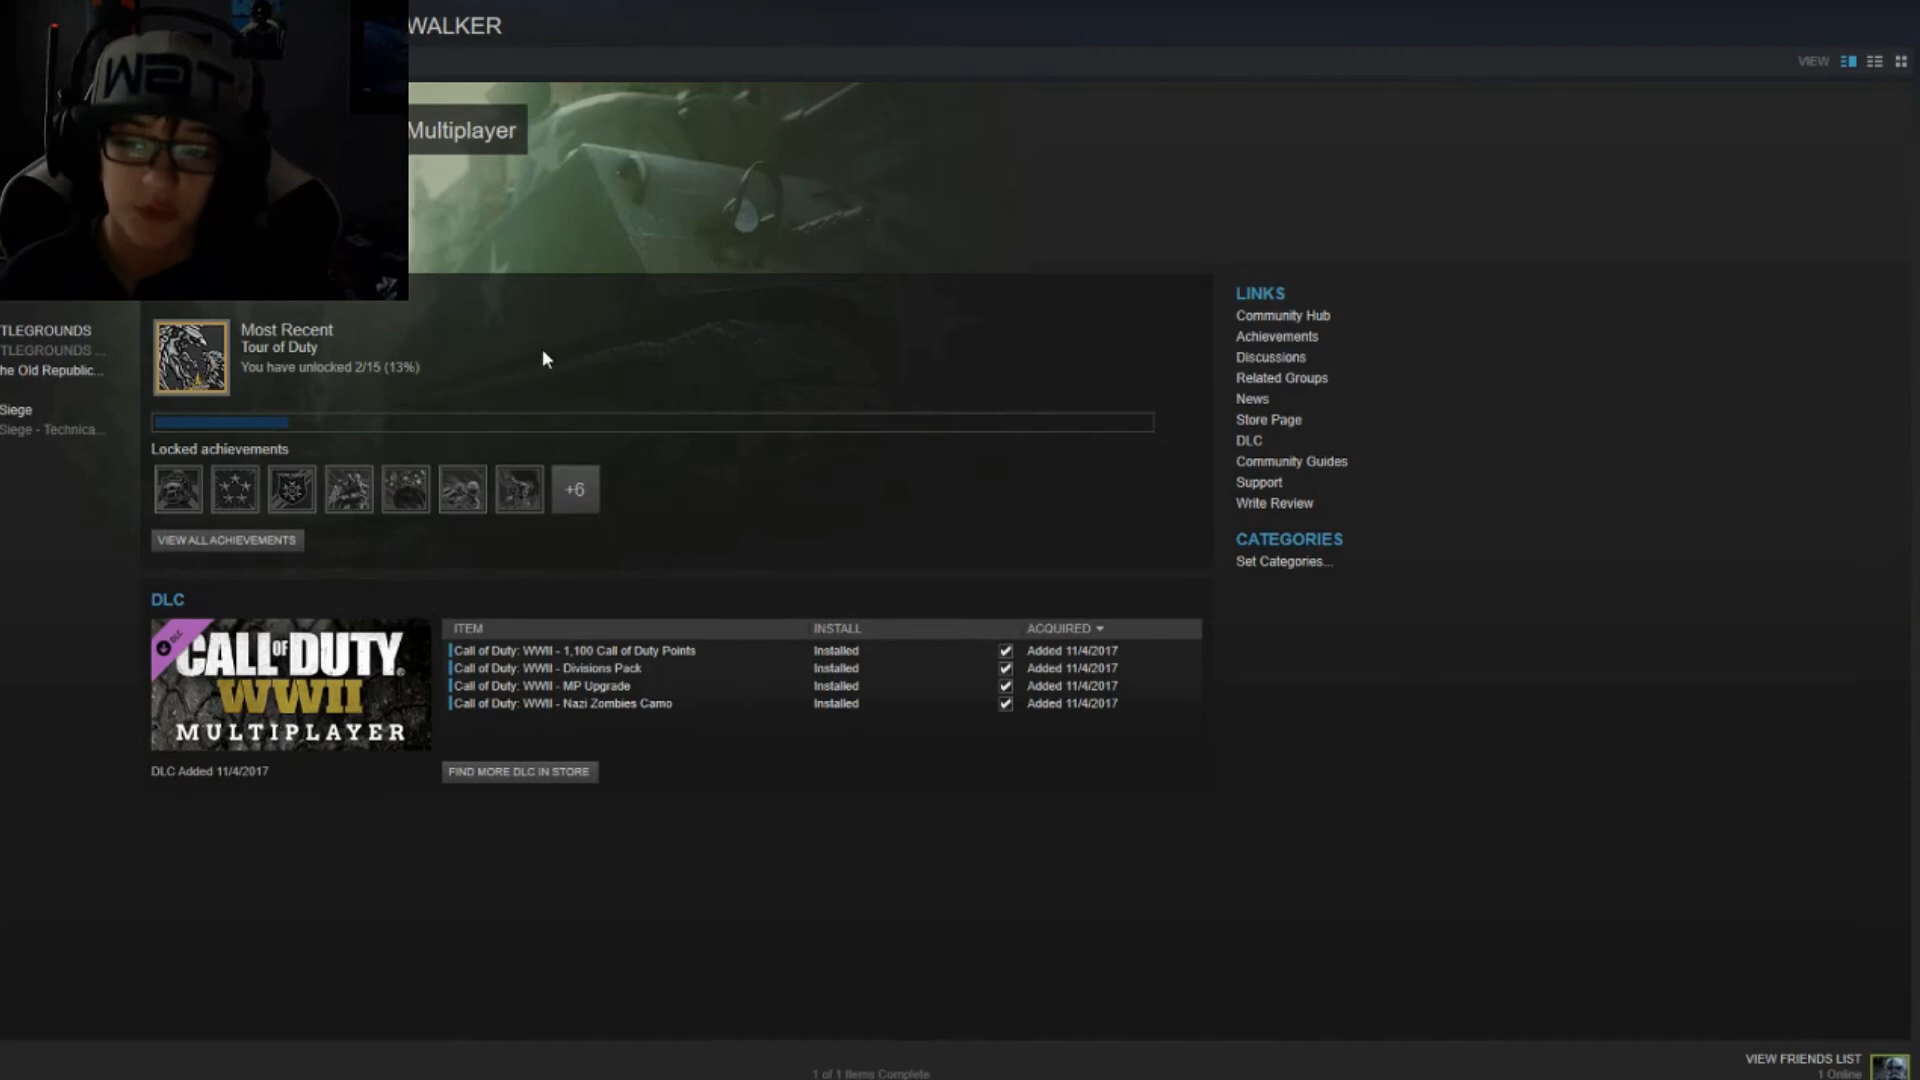 WALKER
VIEW
Multiplayer
TLEGROUNDS
TLEGROUNDS ...
he Old Republic...
Siege
Siege - Technica...
Most Recent
Tour of Duty
You have unlocked 2/15 (13%)
Locked achievements
+6
VIEW ALL ACHIEVEMENTS
LINKS
Community Hub
Achievements
Discussions
Related Groups
News
Store Page
DLC
Community Guides
Support
Write Review
CATEGORIES
Set Categories...
DLC
DLC
CALL OF DUTY
WWII
MULTIPLAYER
DLC Added 11/4/2017
ITEM INSTALL ACQUIRED
Call of Duty: WWII - 1,100 Call of Duty Points Installed Added 11/4/2017
Call of Duty: WWII - Divisions Pack Installed Added 11/4/2017
Call of Duty: WWII - MP Upgrade Installed Added 11/4/2017
Call of Duty: WWII - Nazi Zombies Camo Installed Added 11/4/2017
FIND MORE DLC IN STORE
1 of 1 Items Complete
VIEW FRIENDS LIST
1 Online